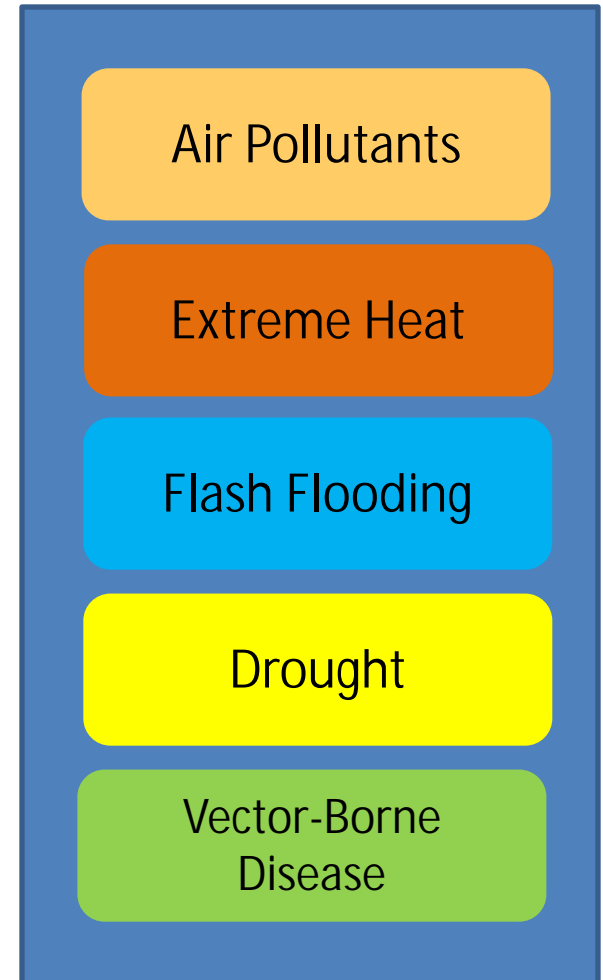 Air Pollutants
Extreme Heat
Flash Flooding
Drought
Vector-Borne
Disease